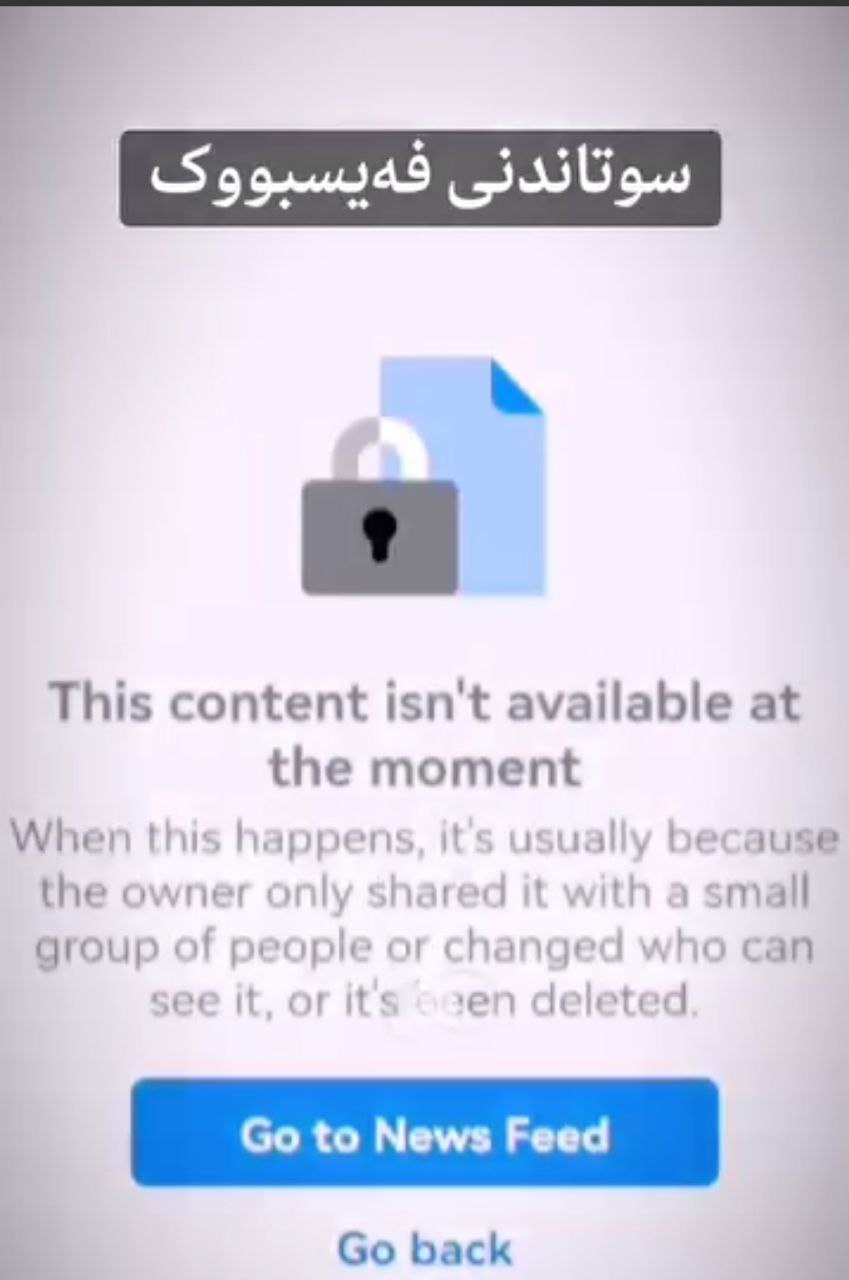 سوتاندنی فەیسبووک
This content isn't available at
the moment
When this happens, it's usually because
the owner only shared it with a small
group of people or changed who can
see it, or it's been deleted.
Go to News Feed
Go back